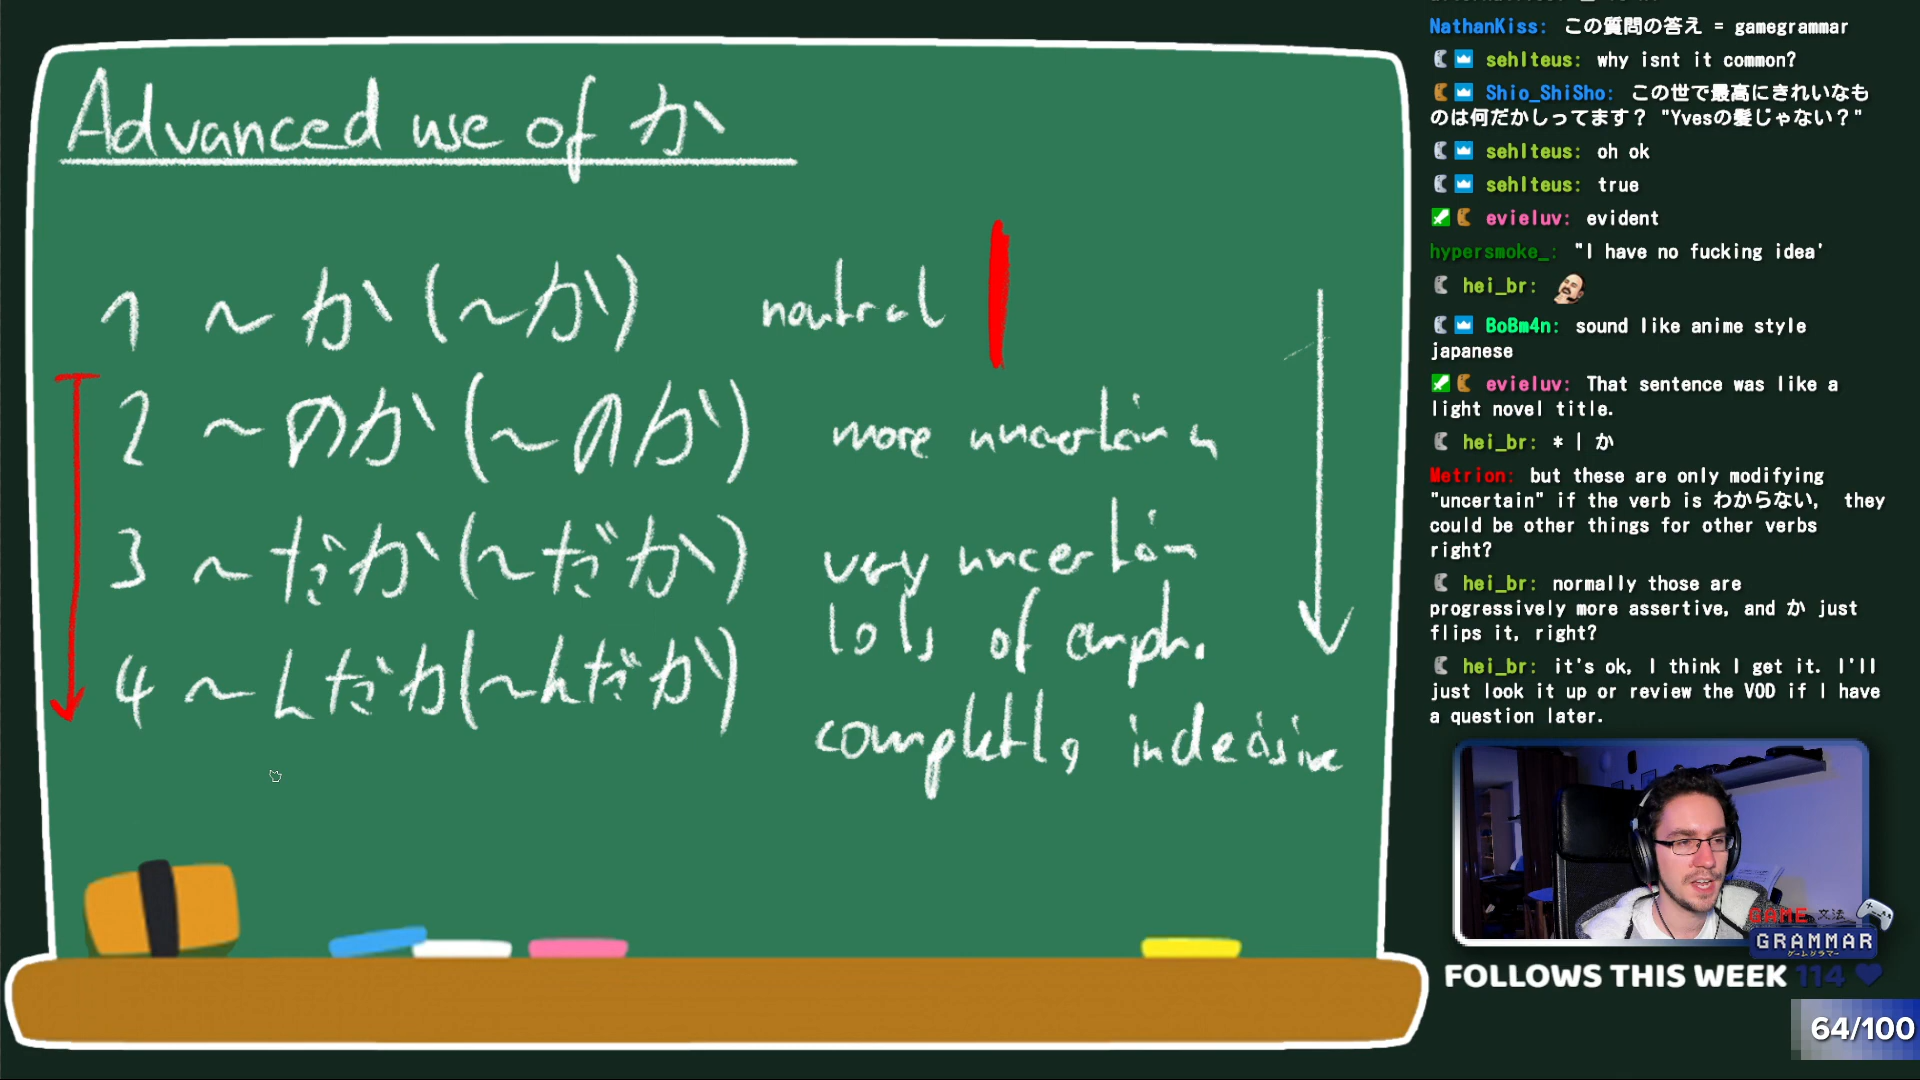 Advanced use of か
1 ~か (~か) neutral
2 ~のか (~のか) more uncertain
3 ~だか (~だか) very uncertain
lots of emph.
4 ~んだか (~んだか)
completly indecisive
NathanKiss: この質問の答え = gamegrammar
sehlteus: why isnt it common?
Shio_ShiSho: この世で最高にきれいなも
のは何だかしってます? "Yvesの髪じゃない?"
sehlteus: oh ok
sehlteus: true
evieluv: evident
hypersmoke_: "I have no fucking idea'
hei_br:
BoBm4n: sound like anime style
japanese
evieluv: That sentence was like a
light novel title.
hei_br: * | か
Metrion: but these are only modifying
"uncertain" if the verb is わからない, they
could be other things for other verbs
right?
hei_br: normally those are
progressively more assertive, and か just
flips it, right?
hei_br: it's ok, I think I get it. I'll
just look it up or review the VOD if I have
a question later.
GAME 文法
GRAMMAR
ゲームグラマー
FOLLOWS THIS WEEK 114
64/100